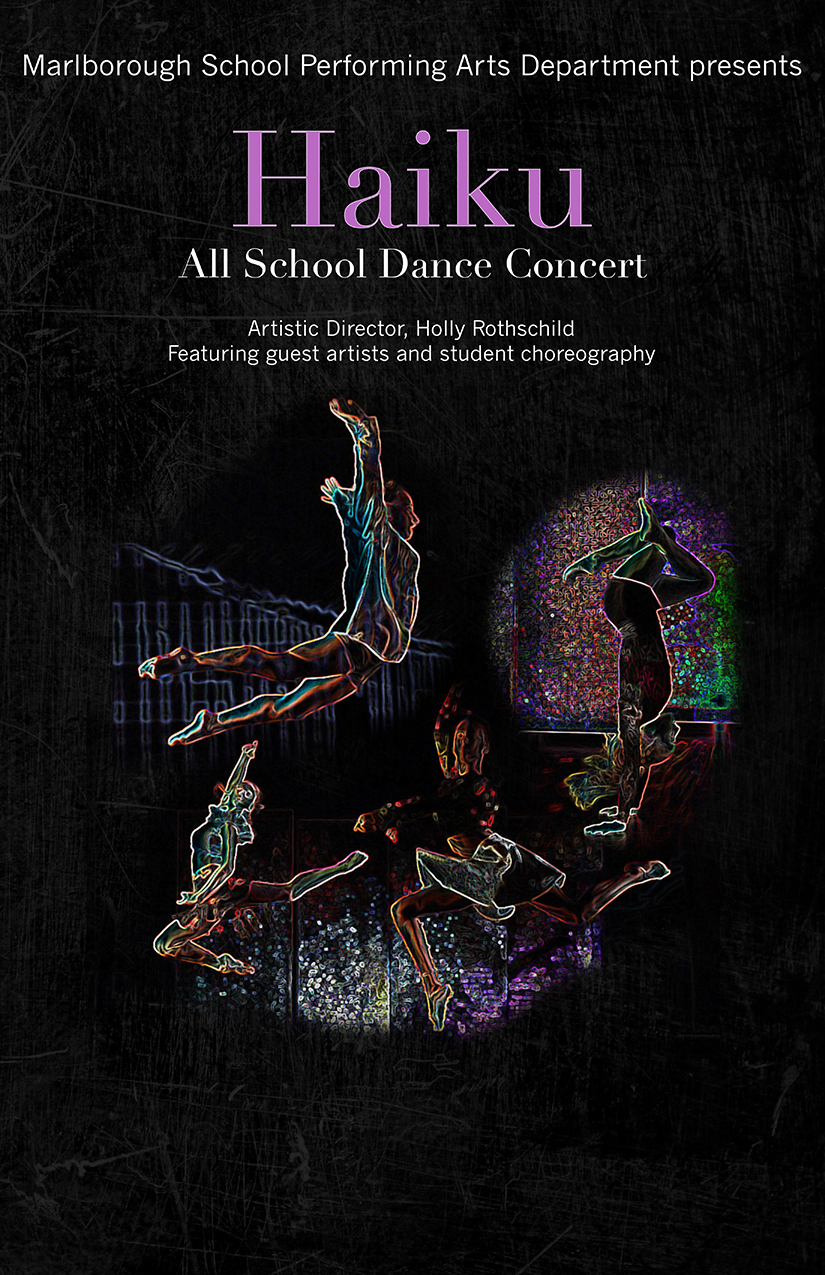 Marlborough School Performing Arts Department presents
Haiku
All School Dance Concert
Artistic Director, Holly Rothschild
Featuring guest artists and student choreography